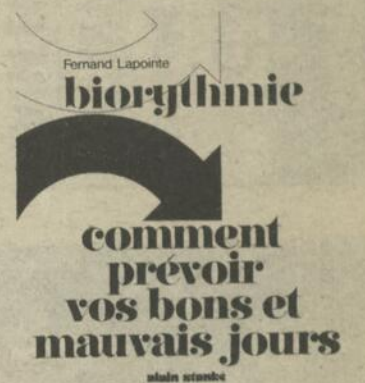 Fernand Lapointe
biorythmie
comment
prévoir
vos bons et
mauvais jours
alain stanké